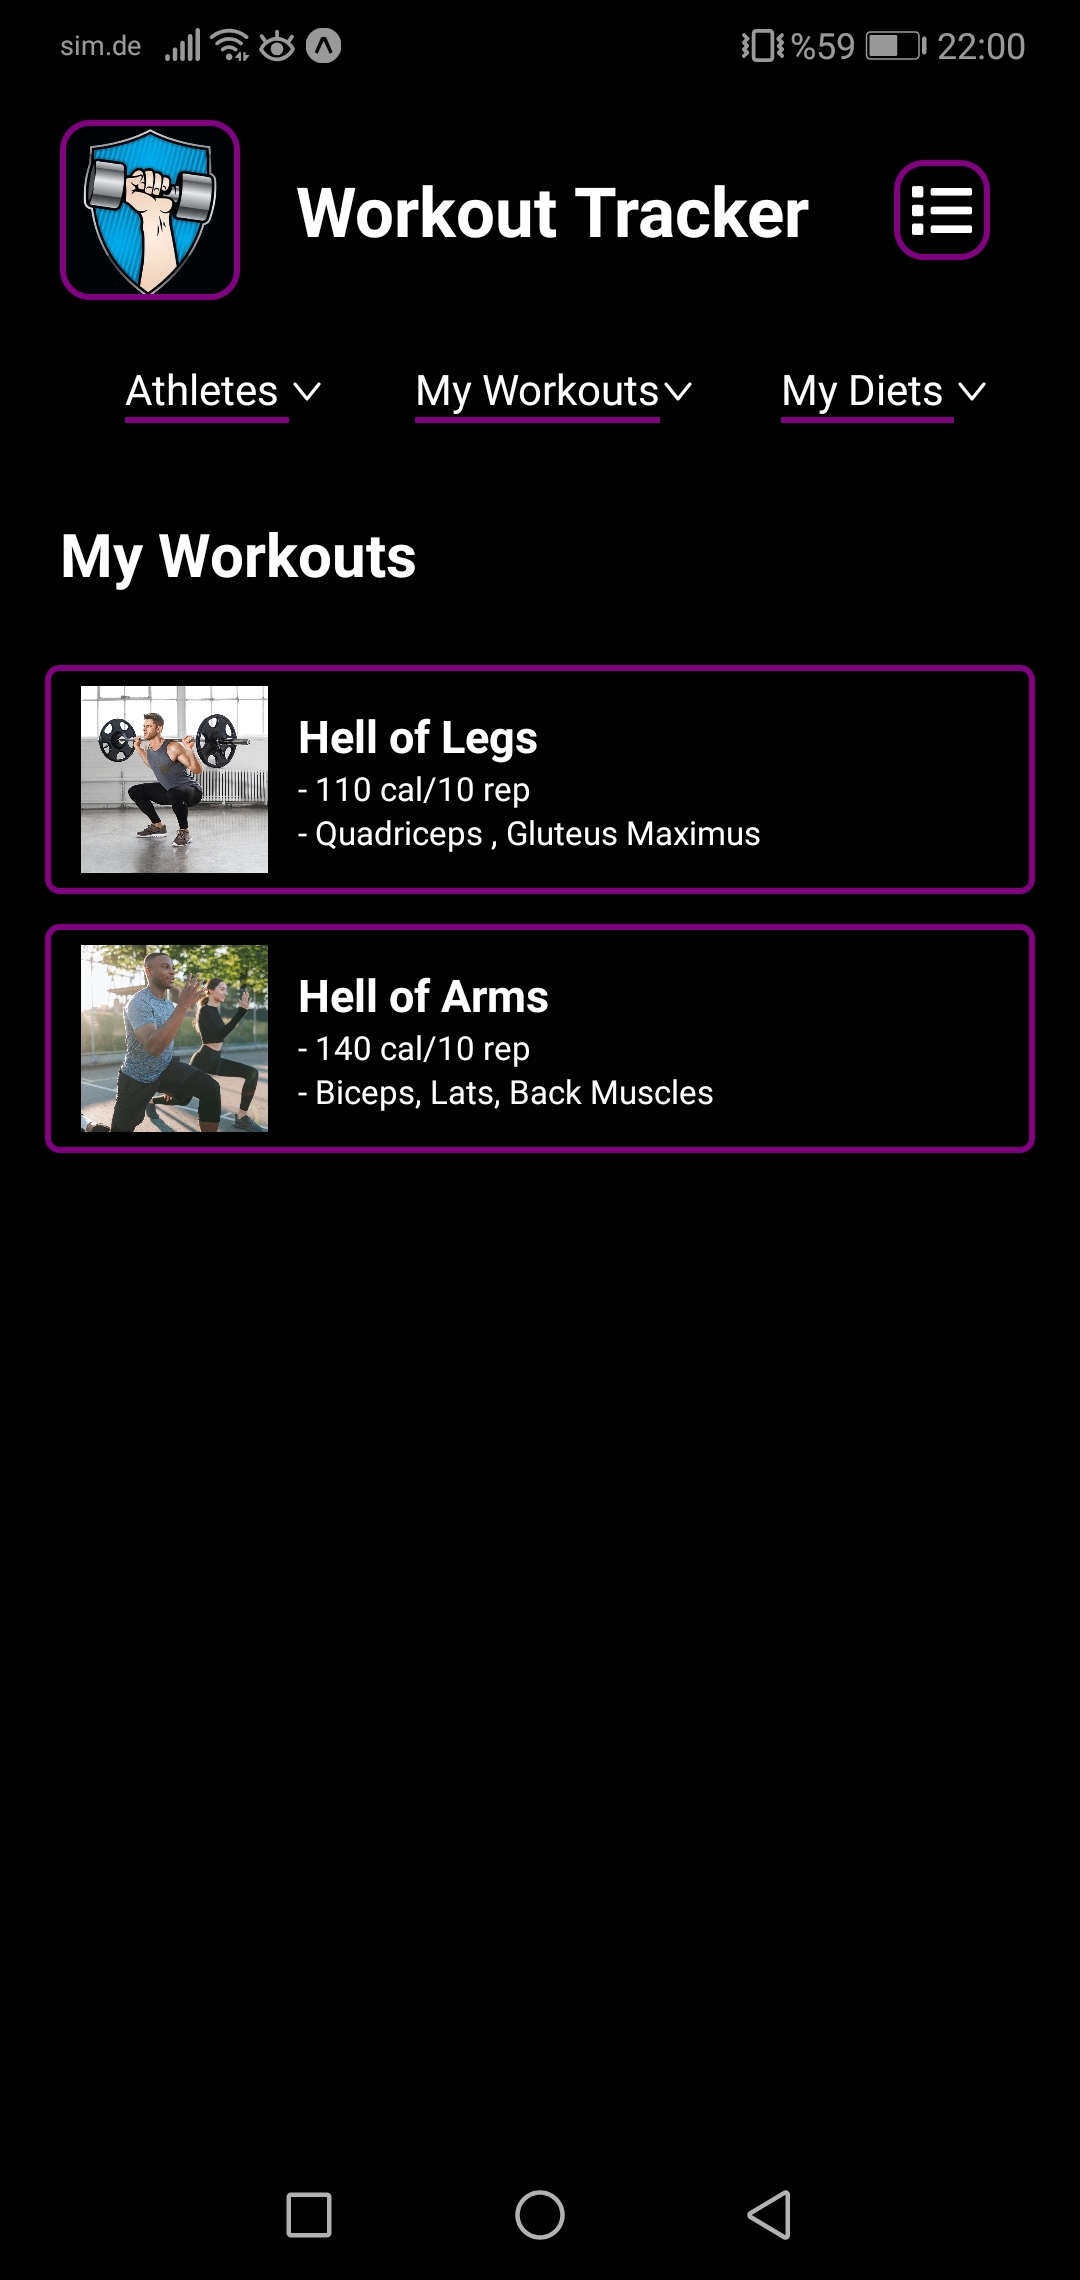 sim.de %59 22:00
Workout Tracker
Athletes My Workouts My Diets
My Workouts
Hell of Legs
- 110 cal/10 rep
- Quadriceps , Gluteus Maximus
Hell of Arms
- 140 cal/10 rep
- Biceps, Lats, Back Muscles